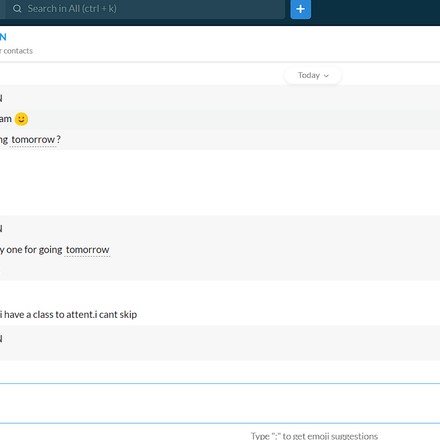 Search in All (ctrl + k)
N
contacts
Today
N
am
ng tomorrow ?
N
y one for going tomorrow
i have a class to attent.i cant skip
N
Type ":" to get emoji suggestions